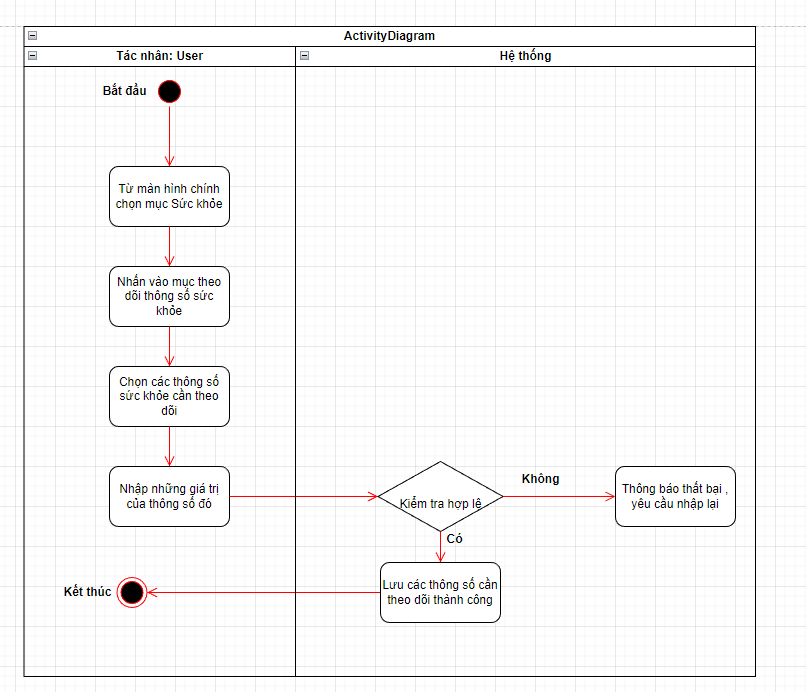 ActivityDiagram
Tác nhân: User
Hệ thống
Bắt đầu
Từ màn hình chính
chọn mục Sức khỏe
Nhấn vào mục theo
dõi thông số sức
khỏe
Chọn các thông số
sức khỏe cần theo
dõi
Nhập những giá trị
của thông số đó
Kiểm tra hợp lệ
Không
Thông báo thất bại ,
yêu cầu nhập lại
Có
Lưu các thông số cần
theo dõi thành công
Kết thúc